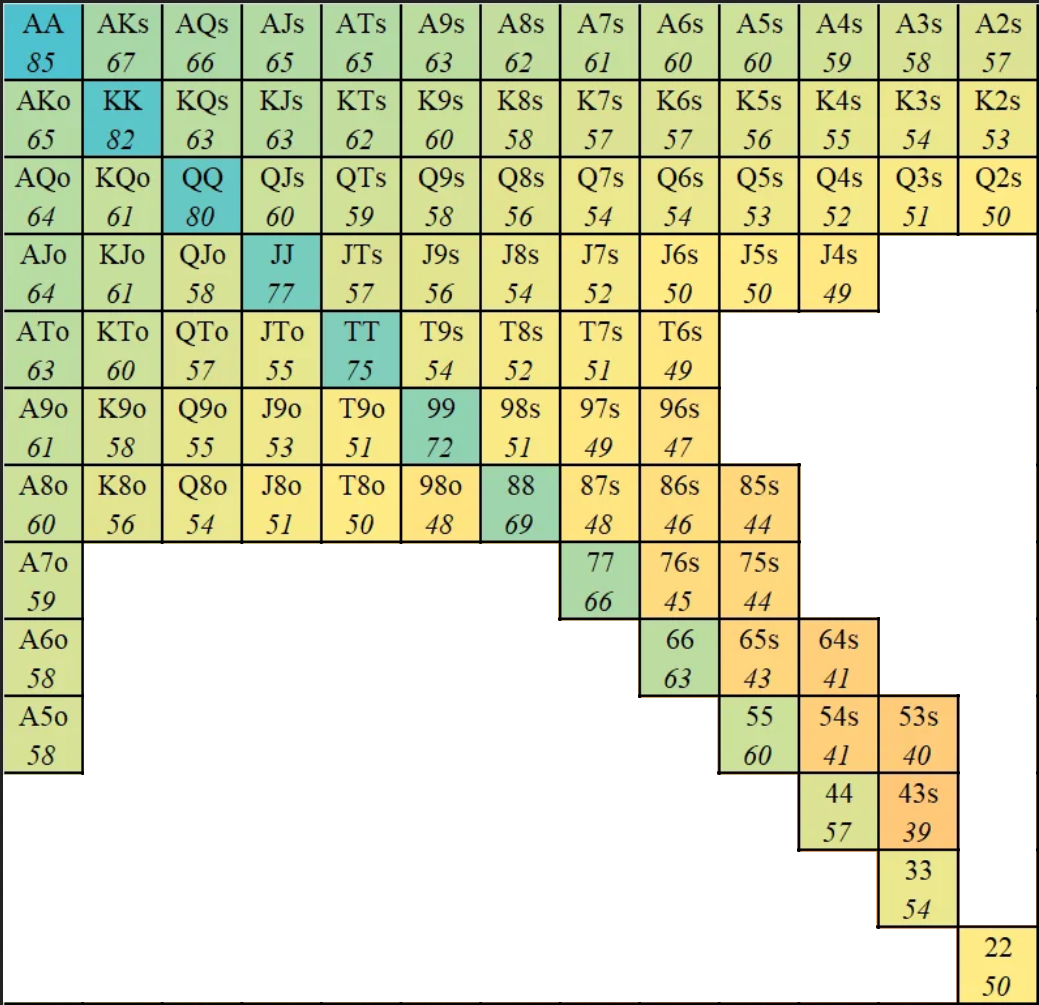 AA AKs AQs AJs ATs A9s A8s A7s A6s A5s A4s A3s A2s
85 67 66 65 65 63 62 61 60 60 59 58 57
AKo KK KQs KJs KTs K9s K8s K7s K6s K5s K4s K3s K2s
65 82 63 63 62 60 58 57 57 56 55 54 53
AQo KQo QQ QJs QTs Q9s Q8s Q7s Q6s Q5s Q4s Q3s Q2s
64 61 80 60 59 58 56 54 54 53 52 51 50
AJo KJo QJo JJ JTs J9s J8s J7s J6s J5s J4s
64 61 58 77 57 56 54 52 50 50 49
ATo KTo QTo JTo TT T9s T8s T7s T6s
63 60 57 55 75 54 52 51 49
A9o K9o Q9o J9o T9o 99 98s 97s 96s
61 58 55 53 51 72 51 49 47
A8o K8o Q8o J8o T8o 98o 88 87s 86s 85s
60 56 54 51 50 48 69 48 46 44
A7o 77 76s 75s
59 66 45 44
A6o 66 65s 64s
58 63 43 41
A5o 55 54s 53s
58 60 41 40
44 43s
57 39
33
54
22
50